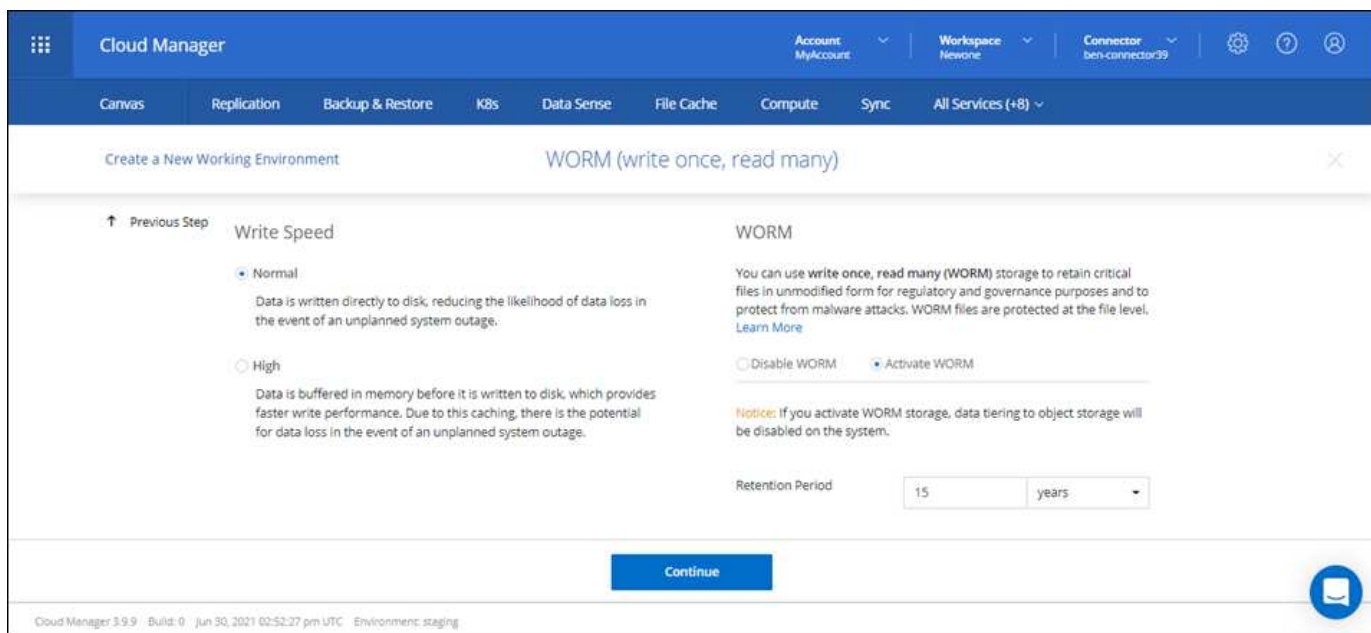 Cloud Manager
Account
MyAccount
Workspace
Newone
Connector
ben-connector39
Canvas
Replication
Backup & Restore
K8s
Data Sense
File Cache
Compute
Sync
All Services (+8)
Create a New Working Environment
WORM (write once, read many)
↑ Previous Step
Write Speed
Normal
Data is written directly to disk, reducing the likelihood of data loss in
the event of an unplanned system outage.
High
Data is buffered in memory before it is written to disk, which provides
faster write performance. Due to this caching, there is the potential
for data loss in the event of an unplanned system outage.
WORM
You can use write once, read many (WORM) storage to retain critical
files in unmodified form for regulatory and governance purposes and to
protect from malware attacks. WORM files are protected at the file level.
Learn More
Disable WORM
Activate WORM
Notice: If you activate WORM storage, data tiering to object storage will
be disabled on the system.
Retention Period
15
years
Continue
Cloud Manager 3.9.9 Build: 0 Jun 30, 2021 02:52:27 pm UTC Environment: staging